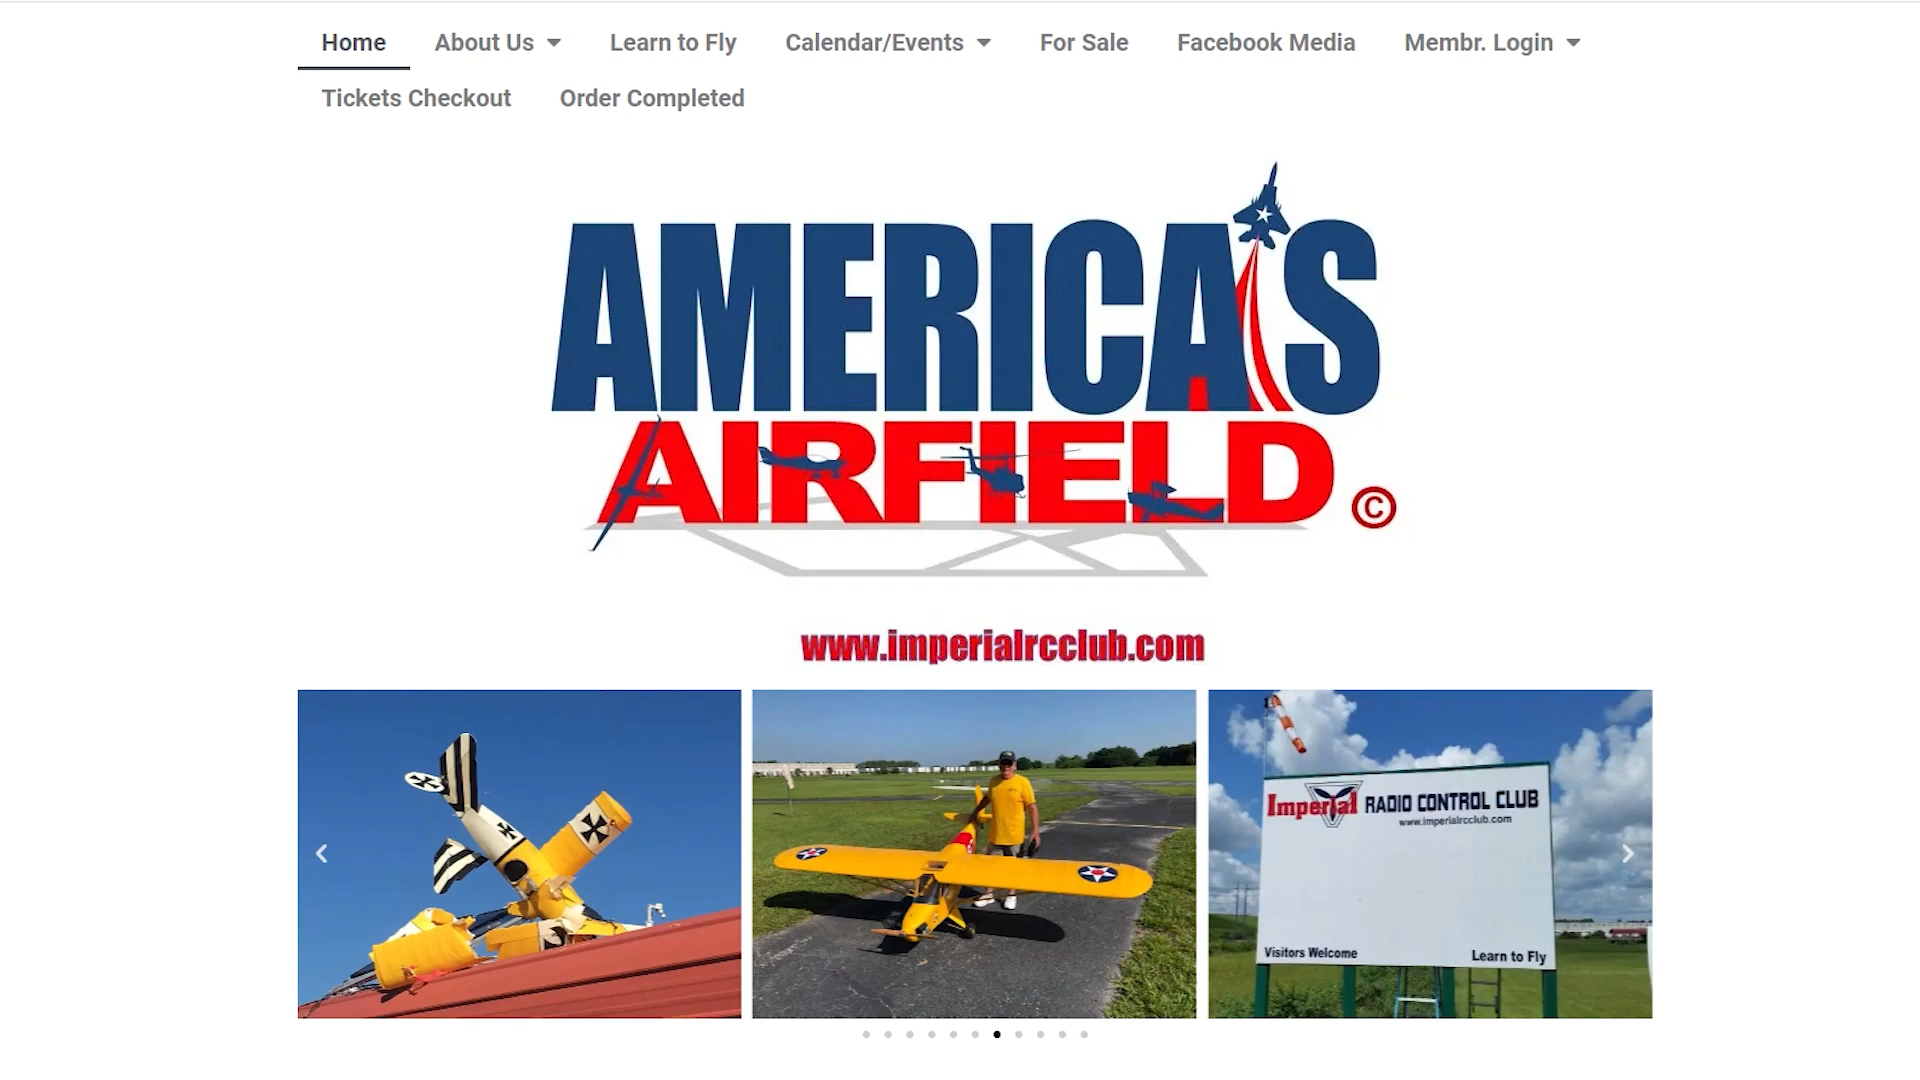 Home About Us Learn to Fly Calendar/Events For Sale Facebook Media Membr. Login
Tickets Checkout Order Completed
AMERICA'S
AIRFIELD ©
www.imperialrcclub.com
Imperial RADIO CONTROL CLUB
www.imperialrcclub.com
Visitors Welcome Learn to Fly